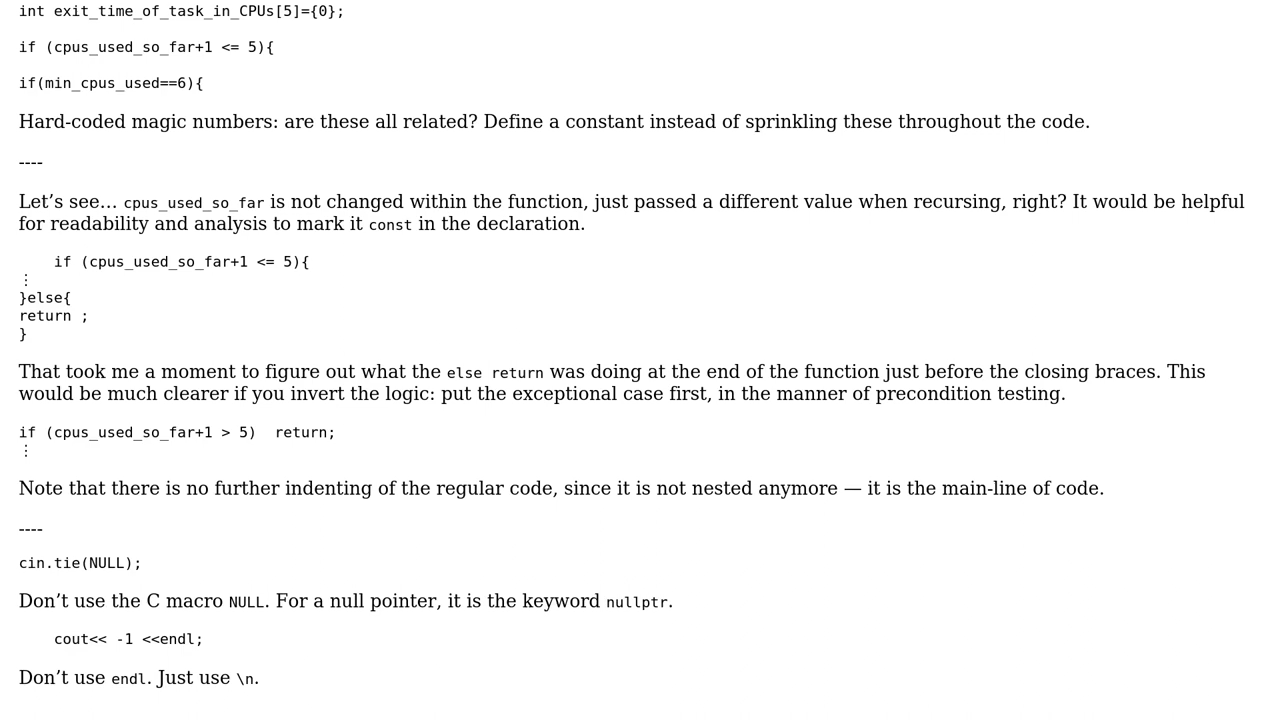 int exit_time_of_task_in_CPUs[5]={0};
if (cpus_used_so_far+1 <= 5){
if(min_cpus_used==6){
Hard-coded magic numbers: are these all related? Define a constant instead of sprinkling these throughout the code.
----
Let’s see… cpus_used_so_far is not changed within the function, just passed a different value when recursing, right? It would be helpful
for readability and analysis to mark it const in the declaration.
    if (cpus_used_so_far+1 <= 5){
⋮
}else{
return ;
}
That took me a moment to figure out what the else return was doing at the end of the function just before the closing braces. This
would be much clearer if you invert the logic: put the exceptional case first, in the manner of precondition testing.
if (cpus_used_so_far+1 > 5)  return;
⋮
Note that there is no further indenting of the regular code, since it is not nested anymore — it is the main-line of code.
----
cin.tie(NULL);
Don’t use the C macro NULL. For a null pointer, it is the keyword nullptr.
    cout<< -1 <<endl;
Don’t use endl. Just use \n.